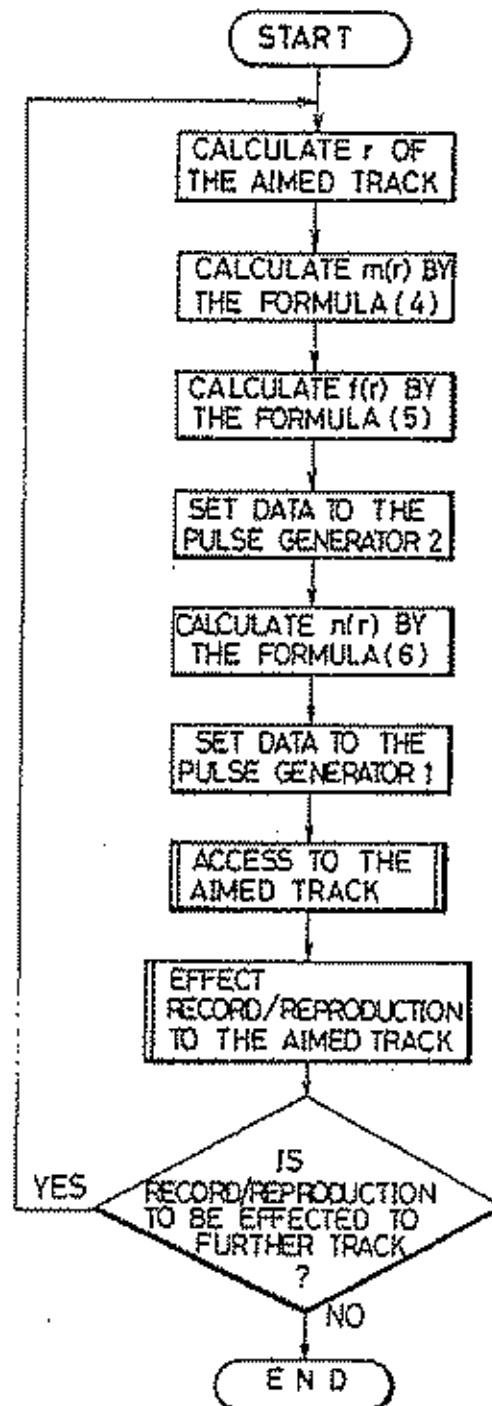 START
CALCULATE r OF
THE AIMED TRACK
CALCULATE m(r) BY
THE FORMULA (4)
CALCULATE f(r) BY
THE FORMULA (5)
SET DATA TO THE
PULSE GENERATOR 2
CALCULATE n(r) BY
THE FORMULA (6)
SET DATA TO THE
PULSE GENERATOR 1
ACCESS TO THE
AIMED TRACK
EFFECT
RECORD/REPRODUCTION
TO THE AIMED TRACK
IS
RECORD/REPRODUCTION
TO BE EFFECTED TO
FURTHER TRACK
?
YES
NO
END